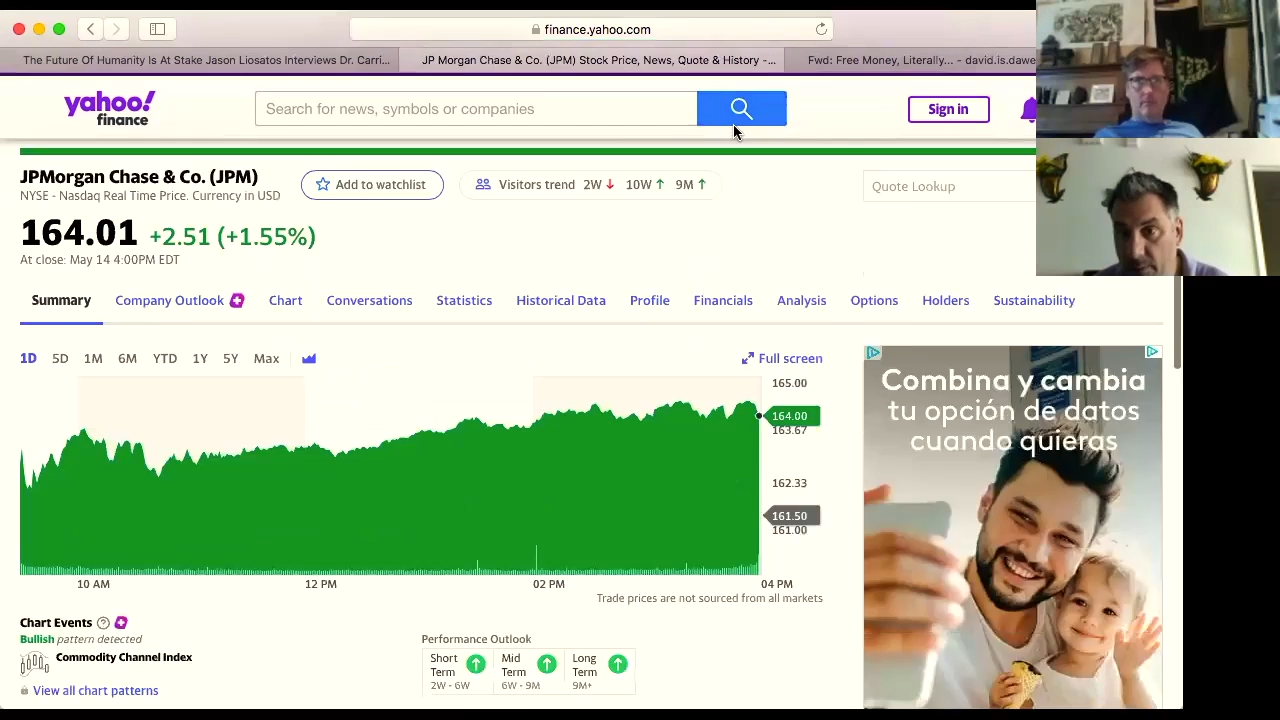 finance.yahoo.com
The Future Of Humanity Is At Stake Jason Liosatos Interviews Dr. Carri...
JP Morgan Chase & Co. (JPM) Stock Price, News, Quote & History -...
Fwd: Free Money, Literally... - david.is.dawe
yahoo!
finance
Search for news, symbols or companies
Sign in
JPMorgan Chase & Co. (JPM)
NYSE - Nasdaq Real Time Price. Currency in USD
Add to watchlist
Visitors trend 2W 10W 9M
Quote Lookup
164.01 +2.51 (+1.55%)
At close: May 14 4:00PM EDT
Summary Company Outlook Chart Conversations Statistics Historical Data Profile Financials Analysis Options Holders Sustainability
1D 5D 1M 6M YTD 1Y 5Y Max
Full screen
165.00
164.00
163.67
162.33
161.50
161.00
10 AM 12 PM 02 PM 04 PM
Trade prices are not sourced from all markets
Chart Events
Bullish pattern detected
Commodity Channel Index
View all chart patterns
Performance Outlook
Short Term 2W - 6W
Mid Term 6W - 9M
Long Term 9M+
Combina y cambia
tu opción de datos
cuando quieras